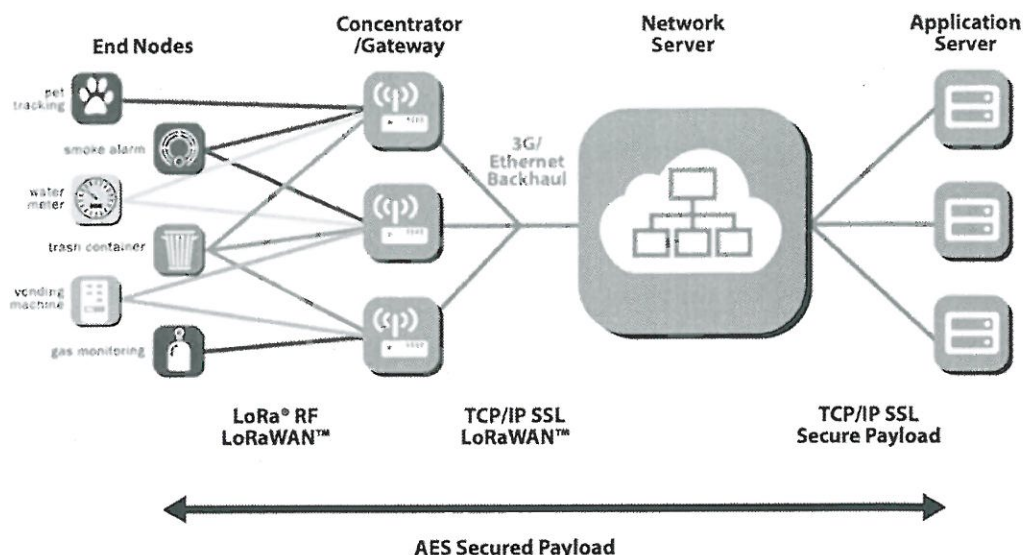 End Nodes
Concentrator
/Gateway
Network
Server
Application
Server
pet
tracking
smoke alarm
water
meter
trash container
vending
machine
gas monitoring
3G/
Ethernet
Backhaul
LoRa® RF
LoRaWAN™
TCP/IP SSL
LoRaWAN™
TCP/IP SSL
Secure Payload
AES Secured Payload